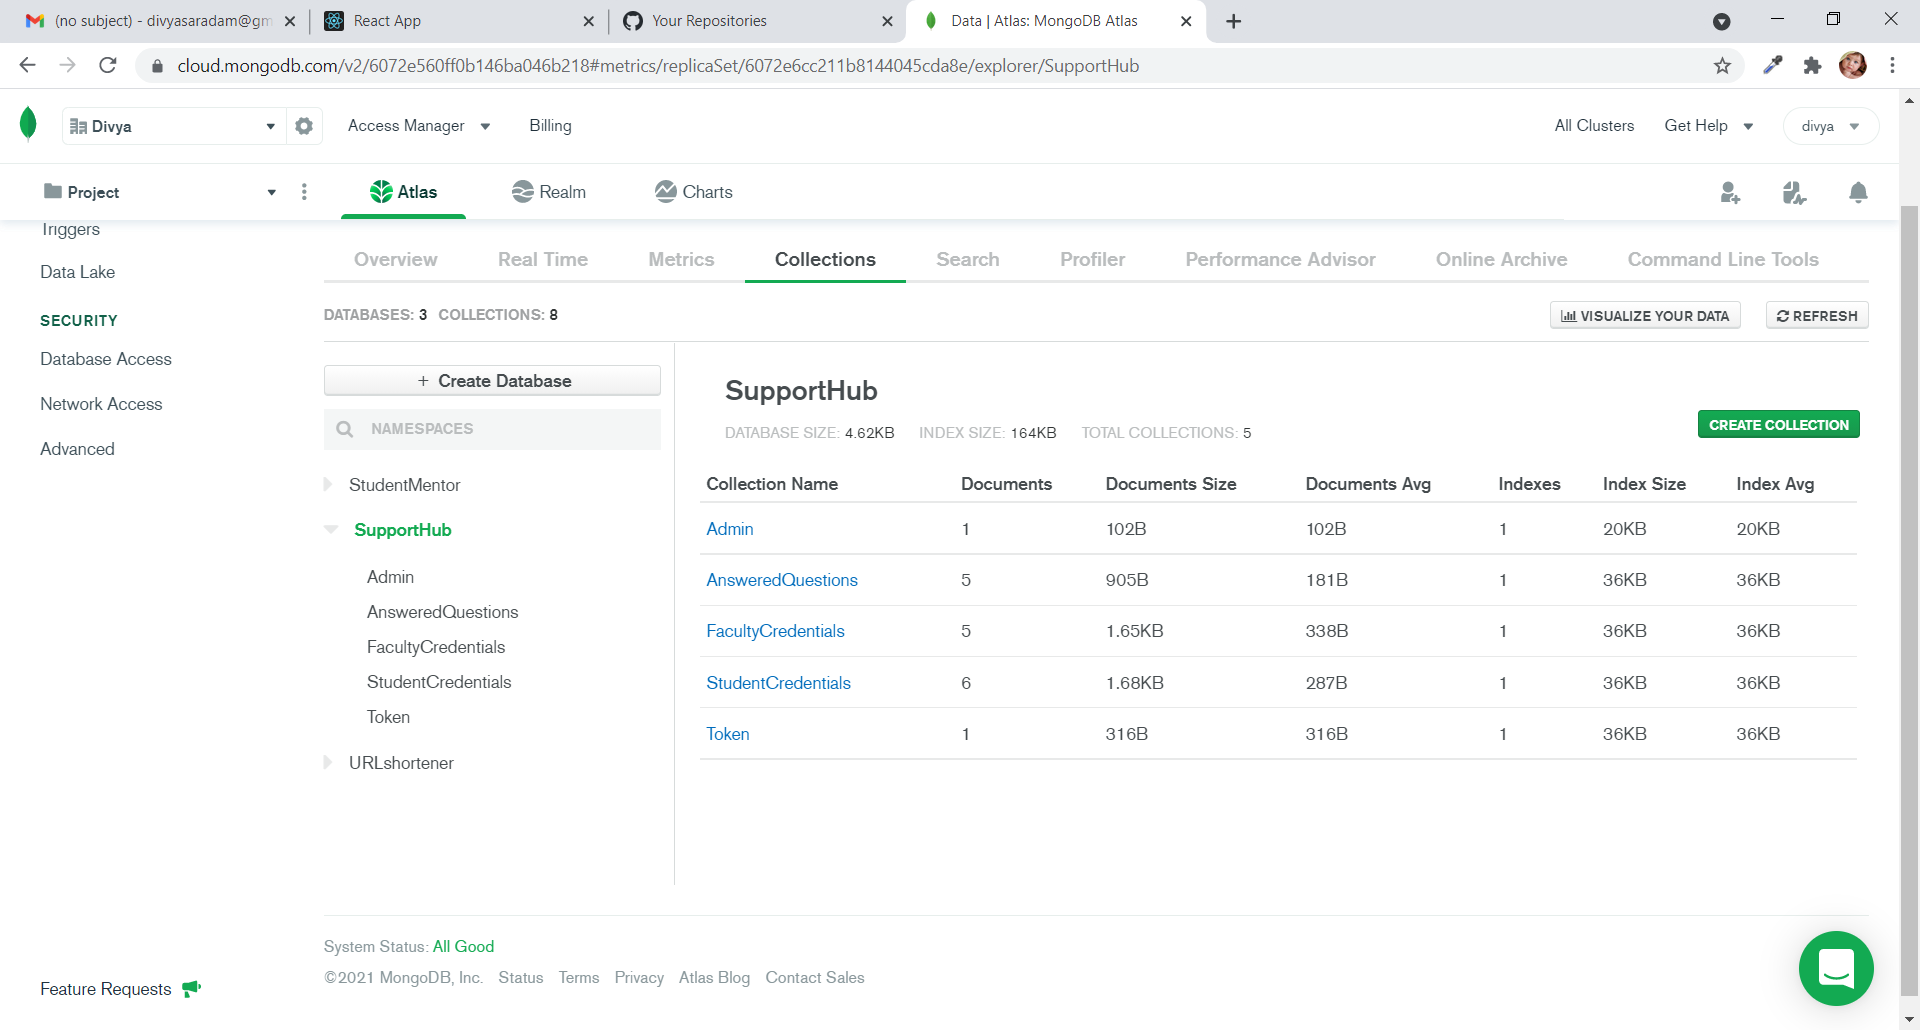 (no subject) - divyasaradam@gm
React App
Your Repositories
Data | Atlas: MongoDB Atlas
cloud.mongodb.com/v2/6072e560ff0b146ba046b218#metrics/replicaSet/6072e6cc211b8144045cda8e/explorer/SupportHub
Divya
Access Manager
Billing
All Clusters
Get Help
divya
Project
Atlas
Realm
Charts
Triggers
Data Lake
SECURITY
Database Access
Network Access
Advanced
Feature Requests
Overview
Real Time
Metrics
Collections
Search
Profiler
Performance Advisor
Online Archive
Command Line Tools
DATABASES: 3 COLLECTIONS: 8
VISUALIZE YOUR DATA
REFRESH
+ Create Database
NAMESPACES
StudentMentor
SupportHub
Admin
AnsweredQuestions
FacultyCredentials
StudentCredentials
Token
URLshortener
SupportHub
DATABASE SIZE: 4.62KB INDEX SIZE: 164KB TOTAL COLLECTIONS: 5
CREATE COLLECTION
Collection Name Documents Documents Size Documents Avg Indexes Index Size Index Avg
Admin 1 102B 102B 1 20KB 20KB
AnsweredQuestions 5 905B 181B 1 36KB 36KB
FacultyCredentials 5 1.65KB 338B 1 36KB 36KB
StudentCredentials 6 1.68KB 287B 1 36KB 36KB
Token 1 316B 316B 1 36KB 36KB
System Status: All Good
©2021 MongoDB, Inc. Status Terms Privacy Atlas Blog Contact Sales